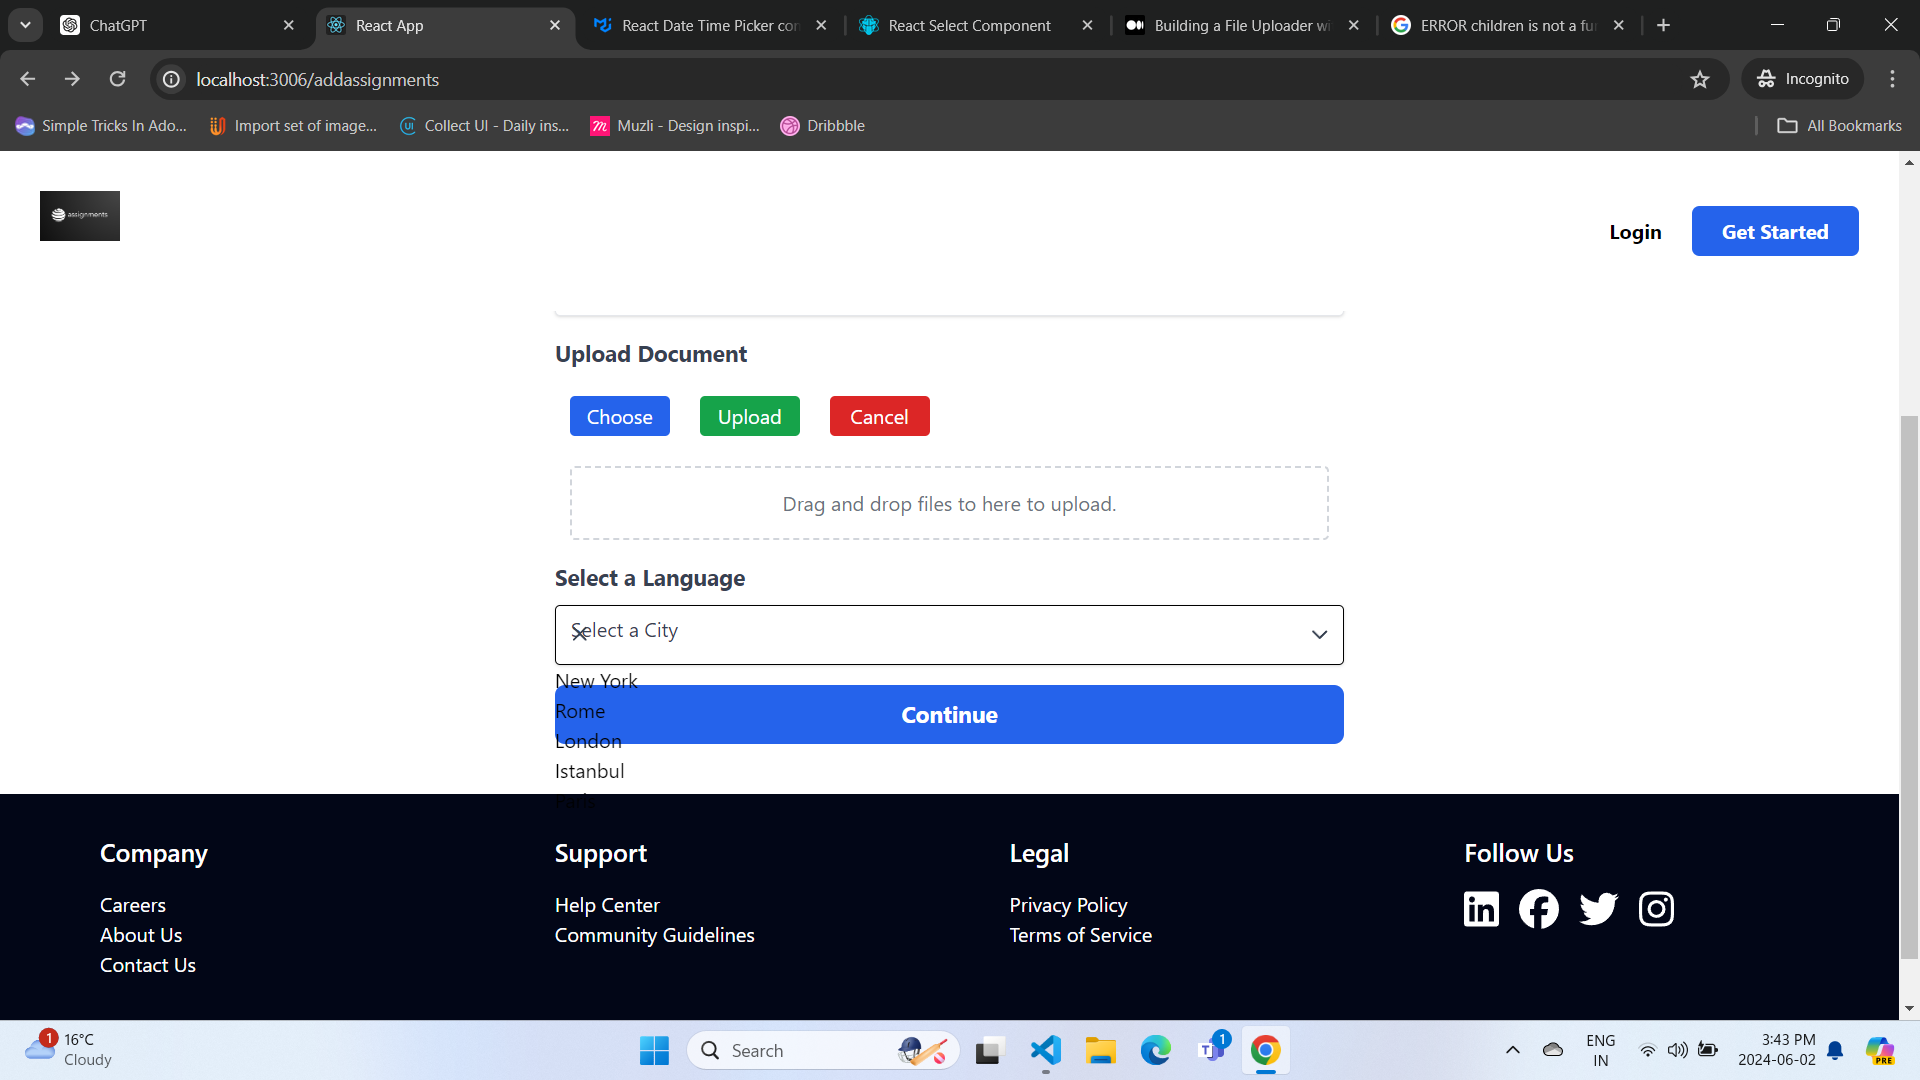 ChatGPT
React App
React Date Time Picker con
React Select Component
Building a File Uploader wi
ERROR children is not a fu
localhost:3006/addassignments
Incognito
Simple Tricks In Ado...
Import set of image...
Collect UI - Daily ins...
Muzli - Design inspi...
Dribbble
All Bookmarks
assignments
Login
Get Started
Upload Document
Choose
Upload
Cancel
Drag and drop files to here to upload.
Select a Language
Select a City
New York
Rome
Continue
London
Istanbul
Paris
Company
Support
Legal
Follow Us
Careers
Help Center
Privacy Policy
About Us
Community Guidelines
Terms of Service
Contact Us
1
16°C
Cloudy
Search
1
ENG
IN
3:43 PM
2024-06-02
PRE